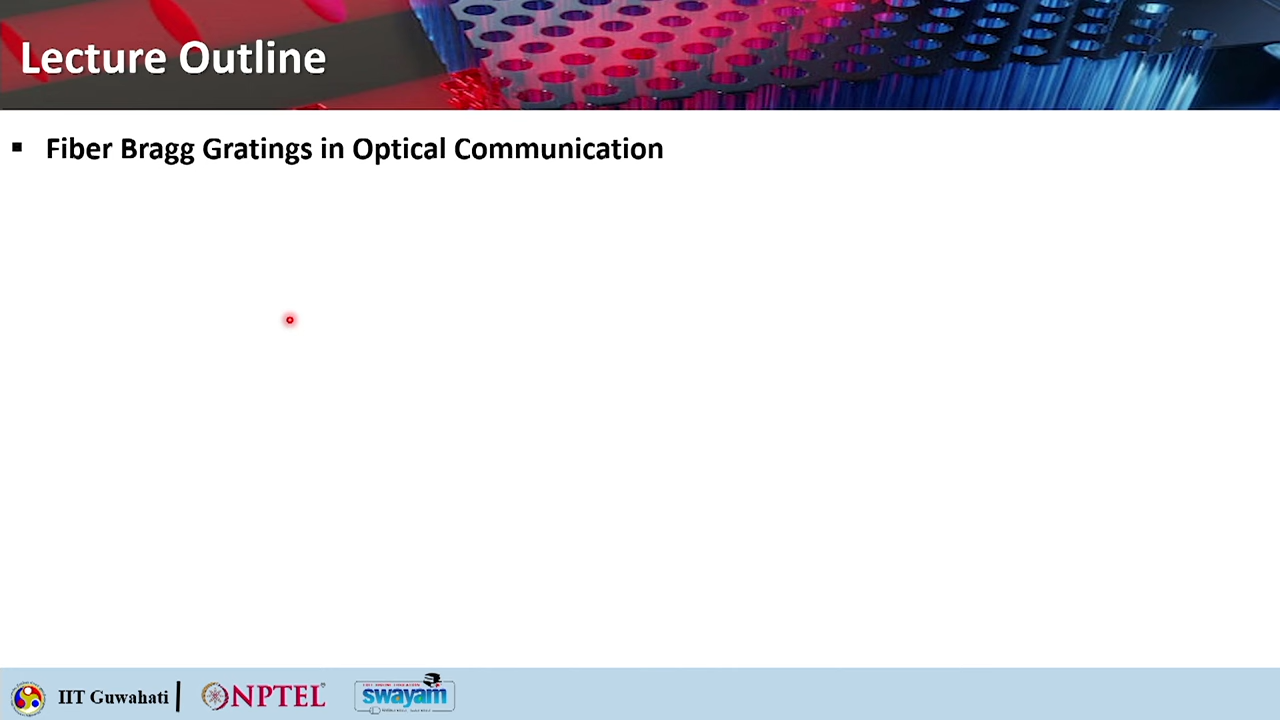 Lecture Outline
▪ Fiber Bragg Gratings in Optical Communication
IIT Guwahati
NPTEL
swayam